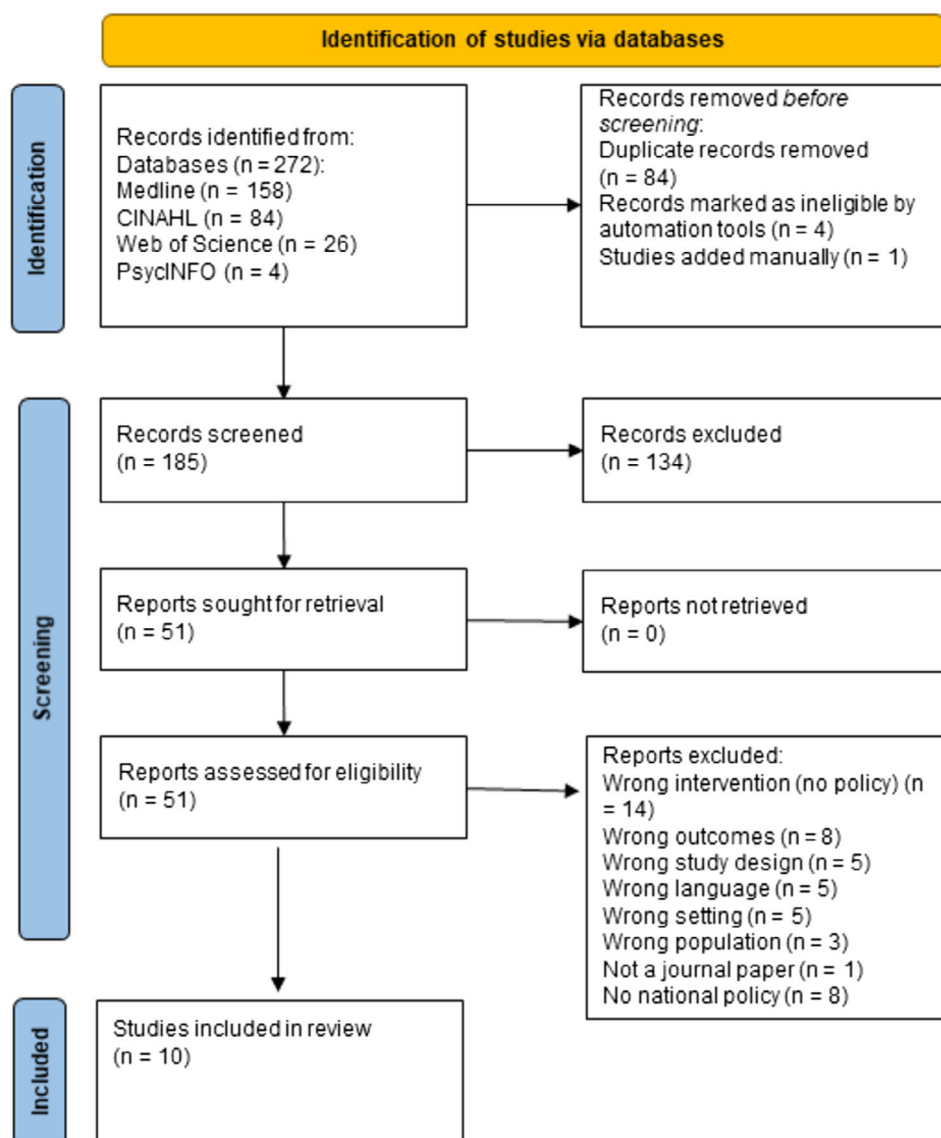 Identification of studies via databases
Identification
Records identified from:
Databases (n = 272):
Medline (n = 158)
CINAHL (n = 84)
Web of Science (n = 26)
PsycINFO (n = 4)
Records removed before
screening:
Duplicate records removed
(n = 84)
Records marked as ineligible by
automation tools (n = 4)
Studies added manually (n = 1)
Screening
Records screened
(n = 185)
Records excluded
(n = 134)
Reports sought for retrieval
(n = 51)
Reports not retrieved
(n = 0)
Reports assessed for eligibility
(n = 51)
Reports excluded:
Wrong intervention (no policy) (n
= 14)
Wrong outcomes (n = 8)
Wrong study design (n = 5)
Wrong language (n = 5)
Wrong setting (n = 5)
Wrong population (n = 3)
Not a journal paper (n = 1)
No national policy (n = 8)
Included
Studies included in review
(n = 10)